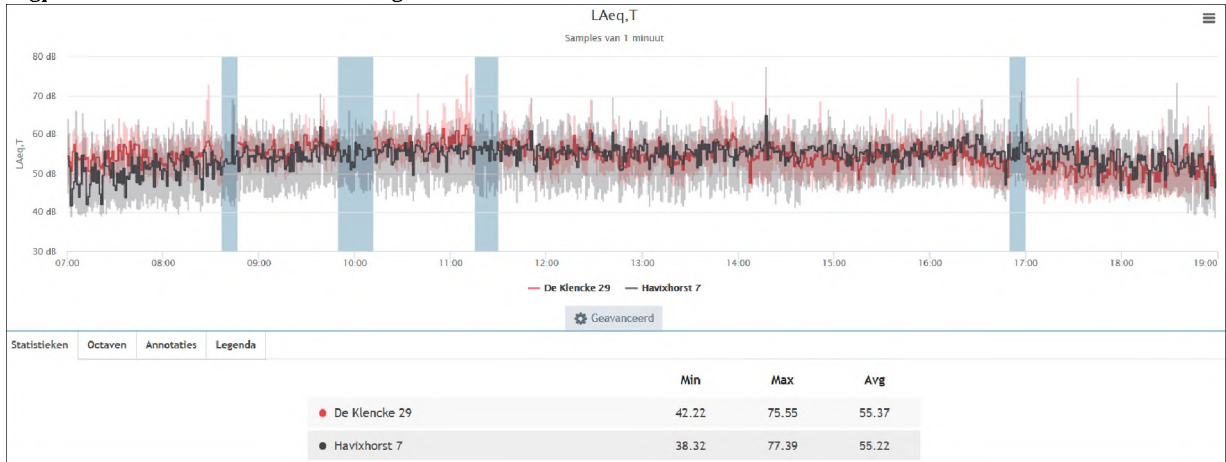 LAeq,T
Samples van 1 minuut
80 dB
70 dB
60 dB
50 dB
40 dB
30 dB
LAeq,T
07:00 08:00 09:00 10:00 11:00 12:00 13:00 14:00 15:00 16:00 17:00 18:00 19:00
De Klencke 29 Havixhorst 7
Geavanceerd
Statistieken Octaven Annotaties Legenda
Min Max Avg
De Klencke 29 42.22 75.55 55.37
Havixhorst 7 38.32 77.39 55.22